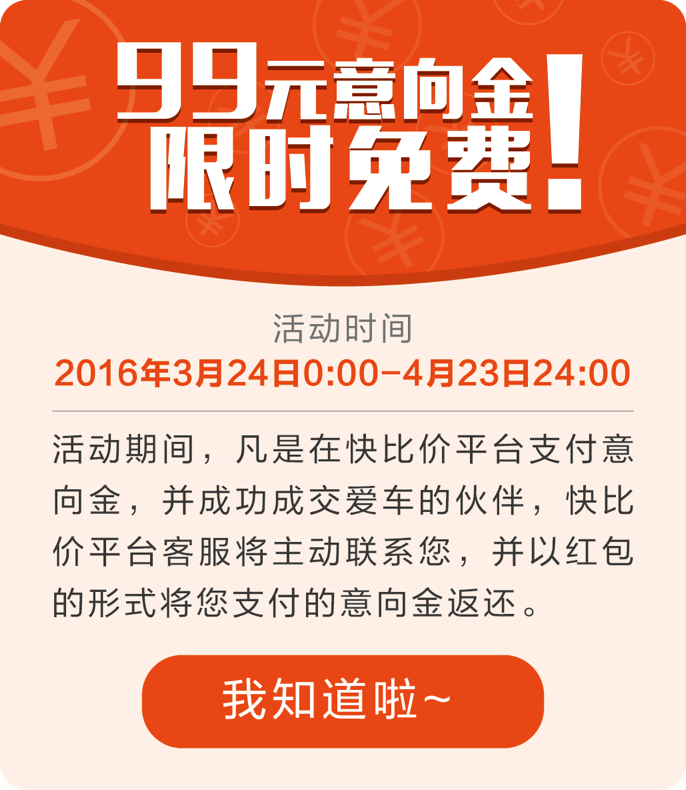 99元意向金
限时免费!
活动时间
2016年3月24日0:00-4月23日24:00
活动期间，凡是在快比价平台支付意
向金，并成功成交爱车的伙伴，快比
价平台客服将主动联系您，并以红包
的形式将您支付的意向金返还。
我知道啦~